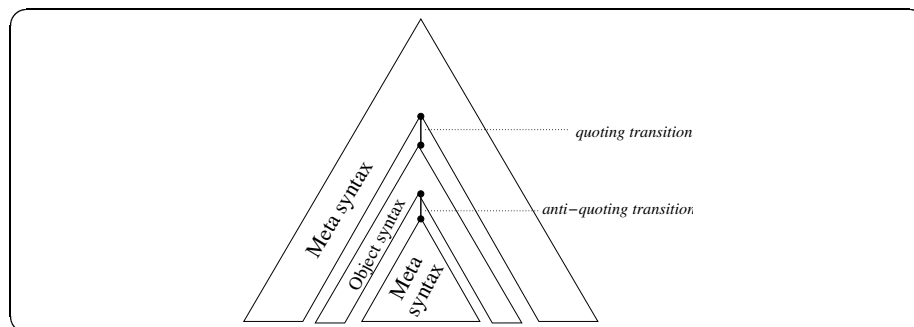 quoting transition
Meta syntax
anti−quoting transition
Object syntax
Meta
syntax